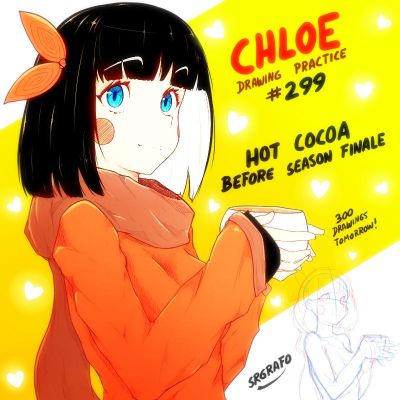 CHLOE
DRAWING PRACTICE
#299
HOT COCOA
BEFORE SEASON FINALE
300
DRAWINGS
TOMORROW!
SRGRAFO